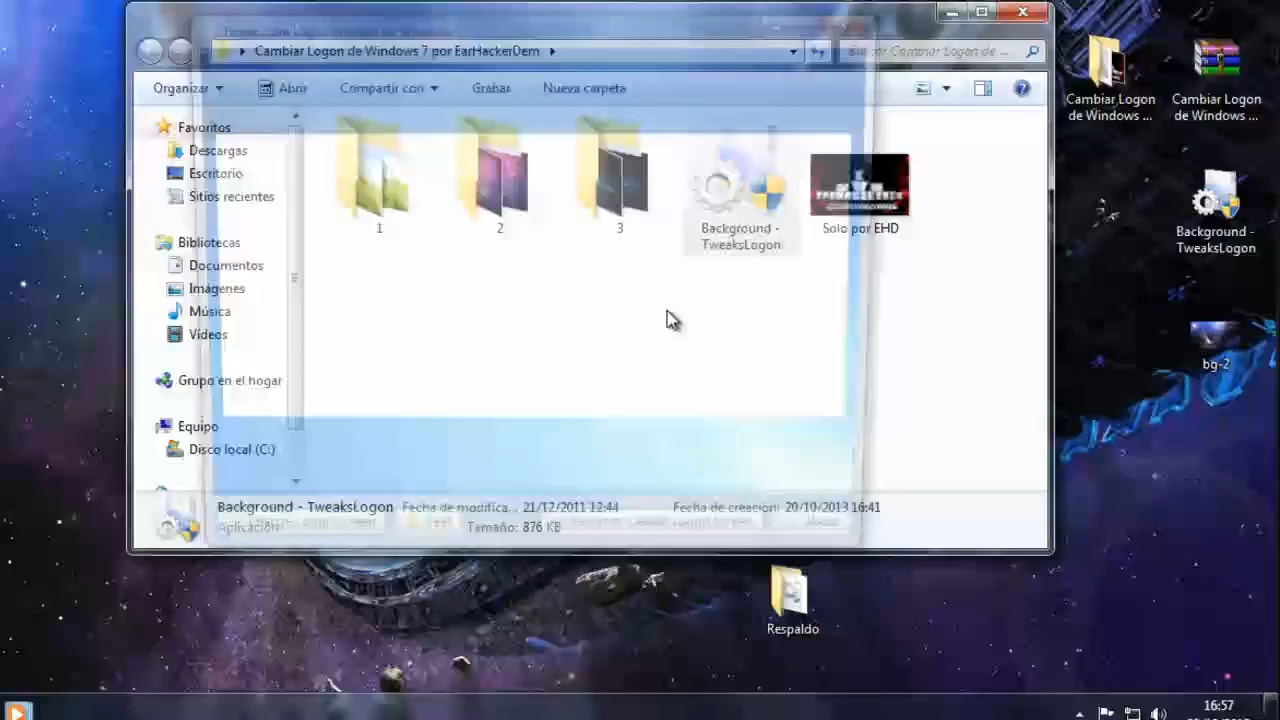 Cambiar Logon de Windows 7 por EarHackerDem
Buscar Cambiar Logon de ...
Organizar
Abrir
Compartir con
Grabar
Nueva carpeta
Favoritos
Descargas
Escritorio
Sitios recientes
Bibliotecas
Documentos
Imágenes
Música
Vídeos
Grupo en el hogar
Equipo
Disco local (C:)
1
2
3
Background -
TweaksLogon
Solo por EHD
Background - TweaksLogon
Fecha de modifica... 21/12/2011 12:44
Fecha de creación: 20/10/2013 16:41
Aplicación
Tamaño: 876 KB
Cambiar Logon
de Windows ...
Cambiar Logon
de Windows ...
Background -
TweaksLogon
bg-2
Respaldo
16:57